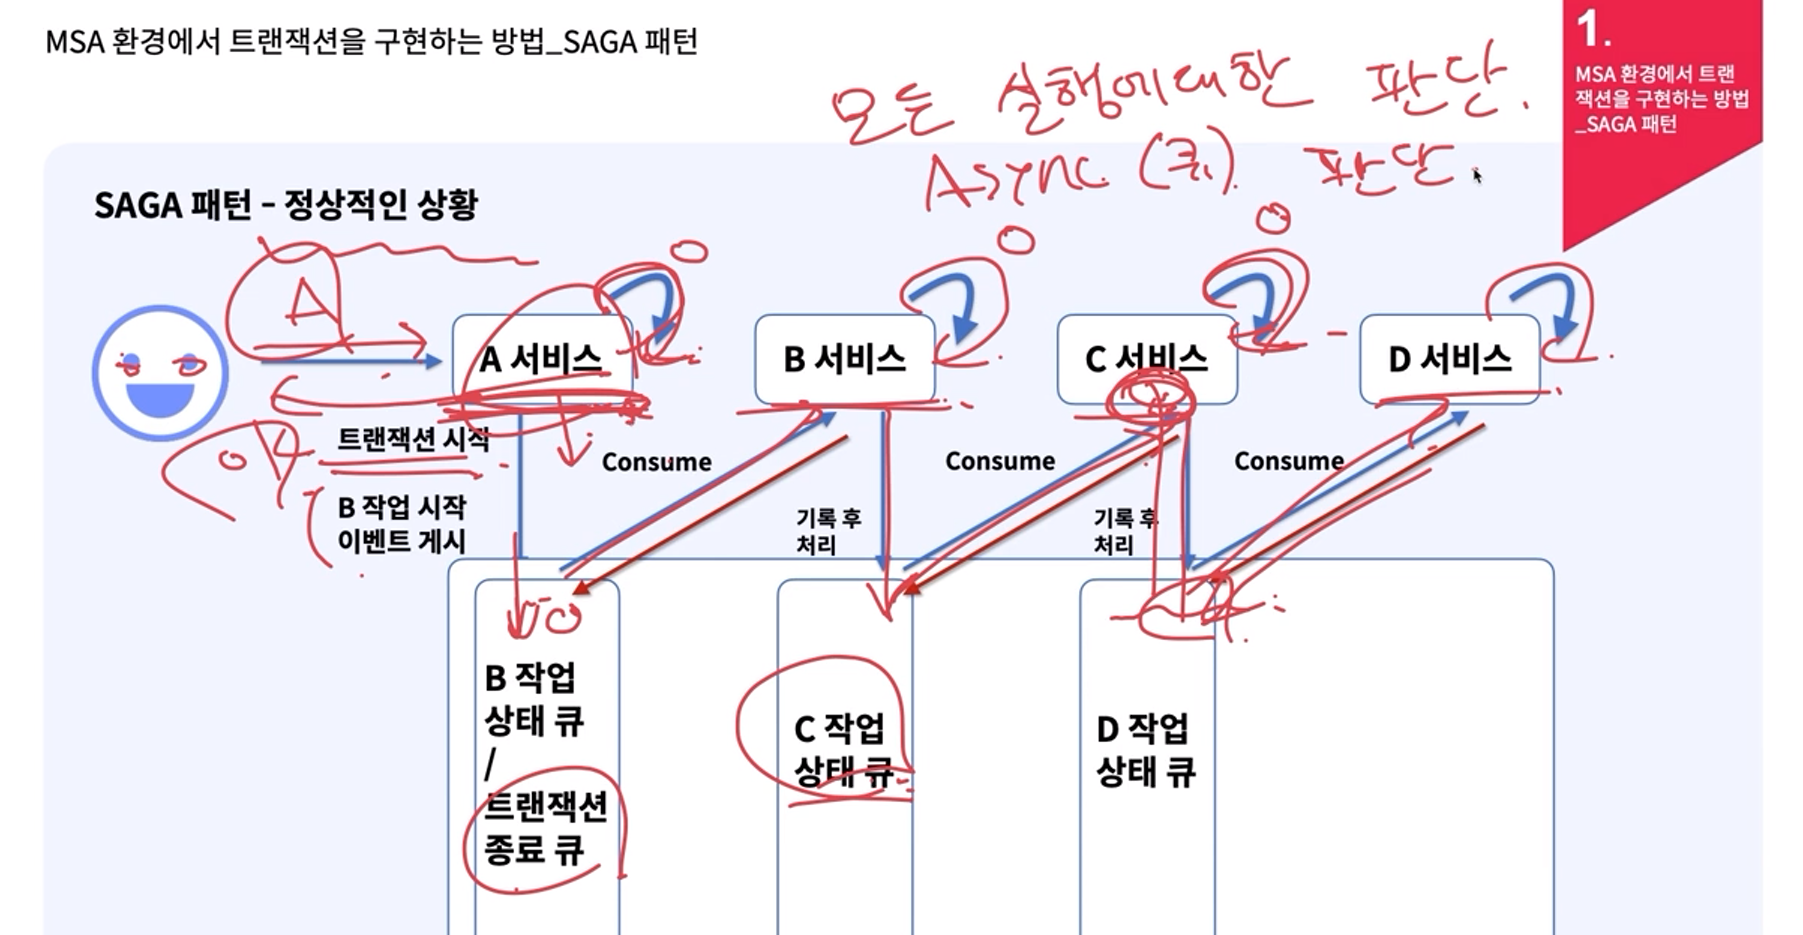 MSA 환경에서 트랜잭션을 구현하는 방법_SAGA 패턴
1.
MSA 환경에서 트랜
잭션을 구현하는 방법
_SAGA 패턴
모든 실행에대한 판단.
Async (큐). 판단.
SAGA 패턴 - 정상적인 상황
A
A 서비스
B 서비스
C 서비스
D 서비스
트랜잭션 시작
B 작업 시작
이벤트 게시
Consume
기록 후
처리
Consume
기록 후
처리
Consume
B 작업
상태 큐
/
트랜잭션
종료 큐
C 작업
상태 큐
D 작업
상태 큐